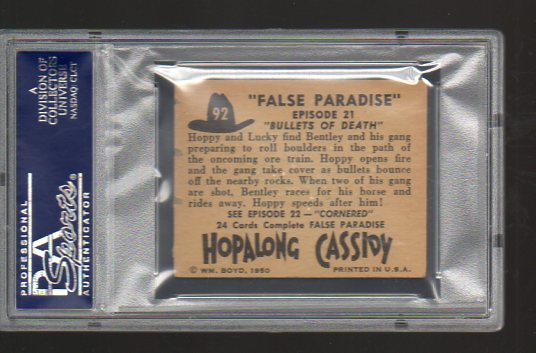 92
"FALSE PARADISE"
EPISODE 21
"BULLETS OF DEATH"
Hoppy and Lucky find Bentley and his gang
preparing to roll boulders in the path of
the oncoming ore train. Hoppy opens fire
and the gang take cover as bullets bounce
off the nearby rocks. When two of his gang
are shot, Bentley races for his horse and
rides away. Hoppy speeds after him!
SEE EPISODE 22 — "CORNERED"
24 Cards Complete FALSE PARADISE
HOPALONG CASSIDY
© WM. BOYD, 1950 PRINTED IN U.S.A.
A
DIVISION OF
COLLECTORS
UNIVERSE
NASDAQ: CLCT
PROFESSIONAL
PSA
Sports®
AUTHENTICATOR